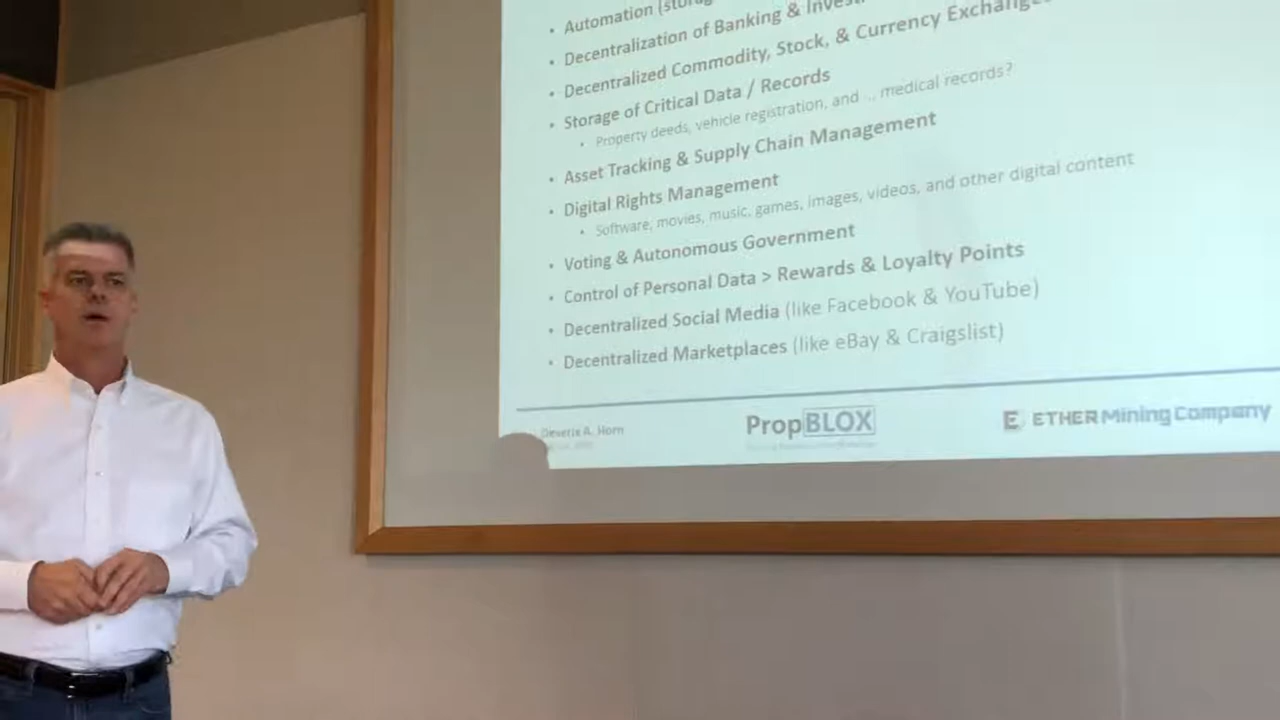 • Automation
• Decentralization of Banking &
• Decentralized Commodity, Stock, & Currency
• Storage of Critical Data / Records
• Property deeds, vehicle registration, and ... medical records?
• Asset Tracking & Supply Chain Management
• Digital Rights Management
• Software, movies, music, games, images, videos, and other digital content
• Voting & Autonomous Government
• Control of Personal Data > Rewards & Loyalty Points
• Decentralized Social Media (like Facebook & YouTube)
• Decentralized Marketplaces (like eBay & Craigslist)
A. Horn
PropBLOX
E ETHER Mining Company